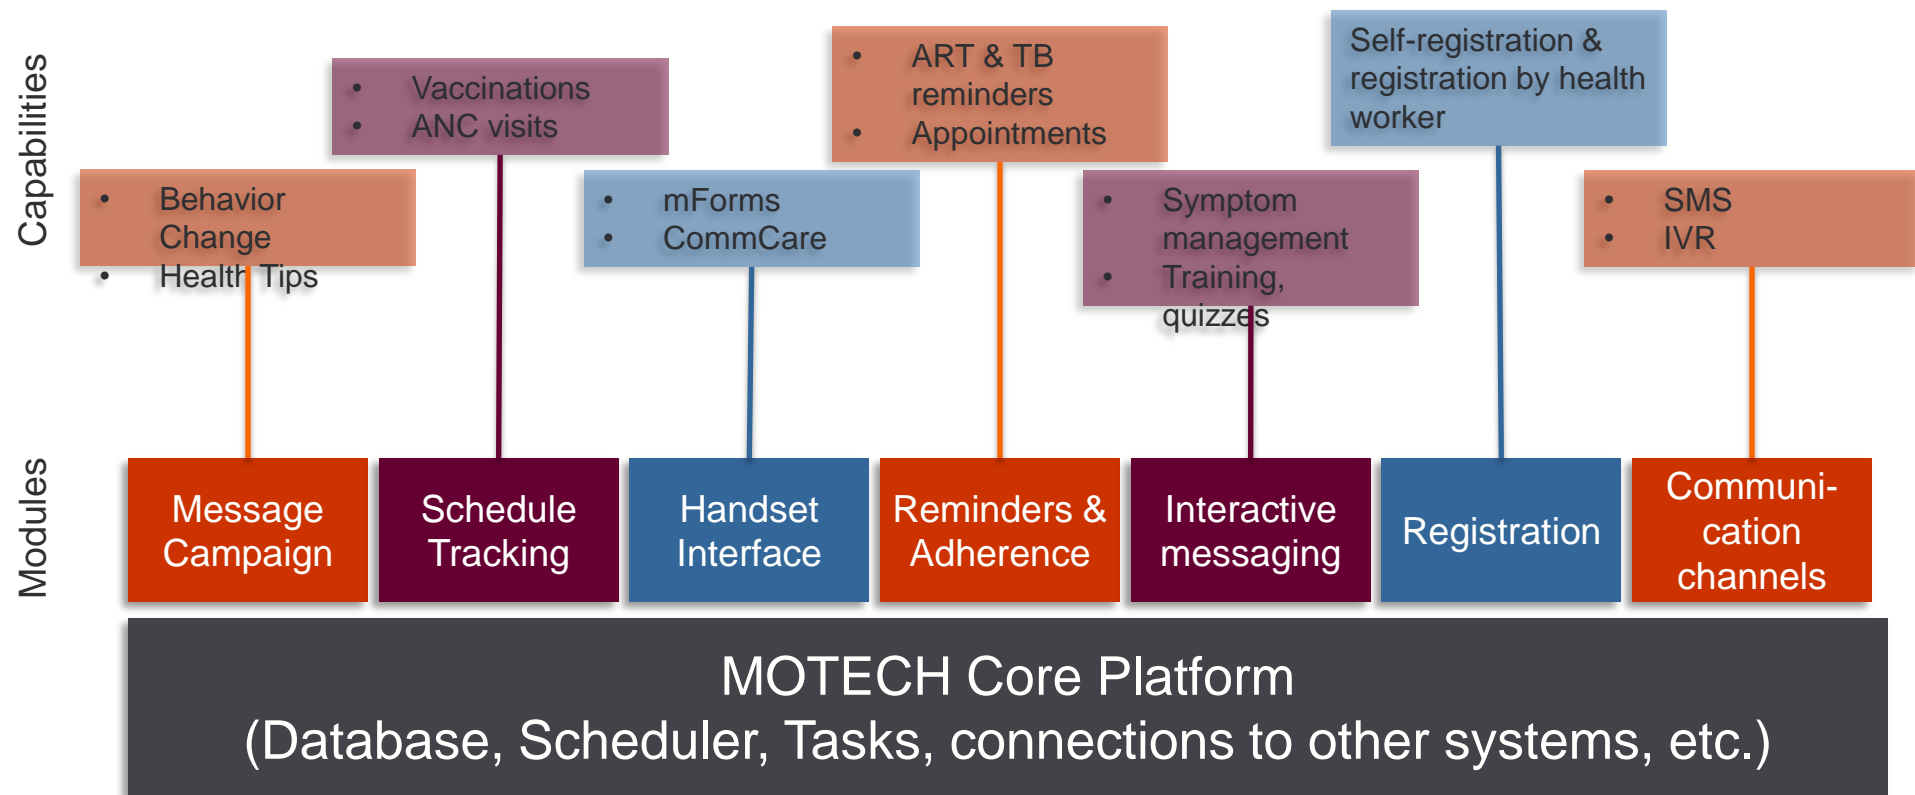 Capabilities
• Behavior
Change
• Health Tips
• Vaccinations
• ANC visits
• mForms
• CommCare
• ART & TB
reminders
• Appointments
• Symptom
management
• Training,
quizzes
Self-registration &
registration by health
worker
• SMS
• IVR
Modules
Message
Campaign
Schedule
Tracking
Handset
Interface
Reminders &
Adherence
Interactive
messaging
Registration
Communi-
cation
channels
MOTECH Core Platform
(Database, Scheduler, Tasks, connections to other systems, etc.)